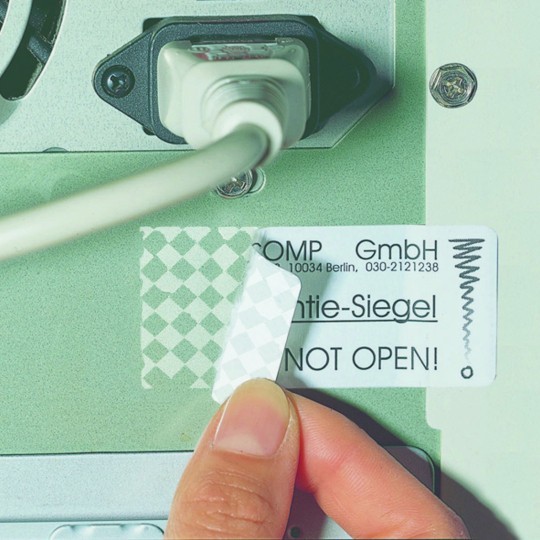 OMP GmbH
10034 Berlin, 030-2121238
ntie-Siegel
NOT OPEN!